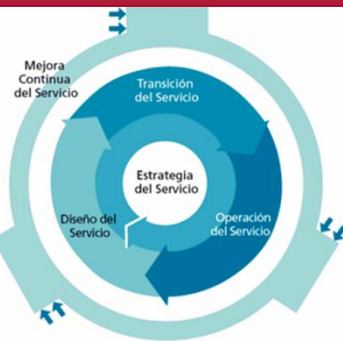 Mejora
Continua
del Servicio
Transición
del Servicio
Estrategia
del Servicio
Diseño del
Servicio
Operación
del Servicio